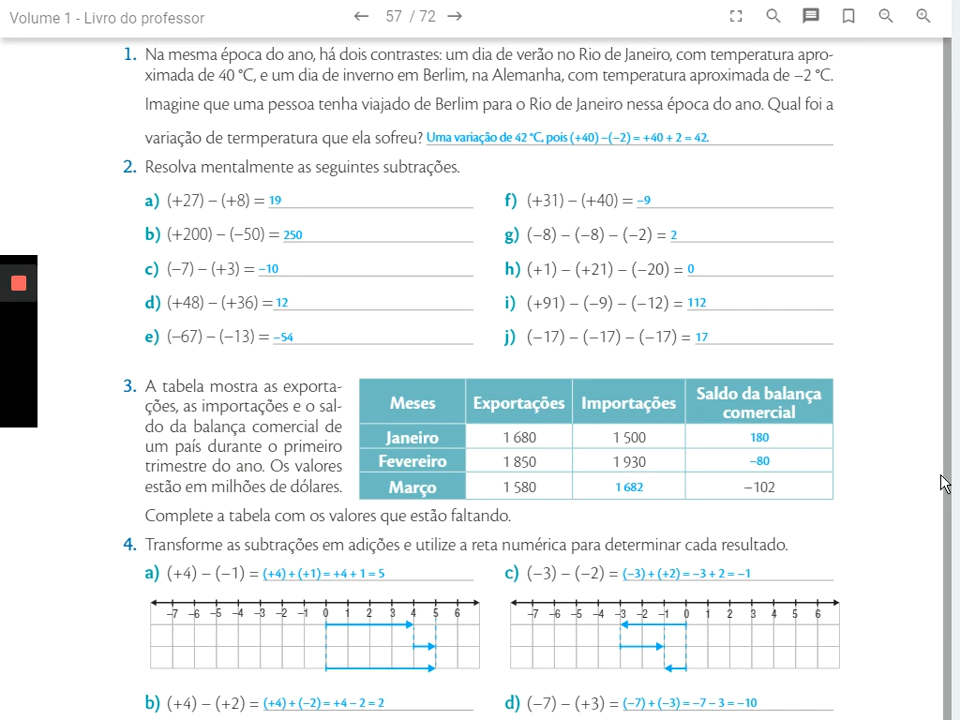 Volume 1 - Livro do professor
57 / 72
1. Na mesma época do ano, há dois contrastes: um dia de verão no Rio de Janeiro, com temperatura apro-
ximada de 40 °C, e um dia de inverno em Berlim, na Alemanha, com temperatura aproximada de –2 °C.
Imagine que uma pessoa tenha viajado de Berlim para o Rio de Janeiro nessa época do ano. Qual foi a
variação de termperatura que ela sofreu? Uma variação de 42 °C, pois (+40) –(–2) = +40 + 2 = 42.
2. Resolva mentalmente as seguintes subtrações.
a) (+27) – (+8) = 19
b) (+200) – (–50) = 250
c) (–7) – (+3) = –10
d) (+48) – (+36) = 12
e) (–67) – (–13) = –54
f) (+31) – (+40) = –9
g) (–8) – (–8) – (–2) = 2
h) (+1) – (+21) – (–20) = 0
i) (+91) – (–9) – (–12) = 112
j) (–17) – (–17) – (–17) = 17
3. A tabela mostra as exporta-
ções, as importações e o sal-
do da balança comercial de
um país durante o primeiro
trimestre do ano. Os valores
estão em milhões de dólares.
Meses Exportações Importações Saldo da balança
comercial
Janeiro 1 680 1 500 180
Fevereiro 1 850 1 930 –80
Março 1 580 1 682 –102
Complete a tabela com os valores que estão faltando.
4. Transforme as subtrações em adições e utilize a reta numérica para determinar cada resultado.
a) (+4) – (–1) = (+4) + (+1) = +4 + 1 = 5
–7 –6 –5 –4 –3 –2 –1 0 1 2 3 4 5 6
b) (+4) – (+2) = (+4) + (–2) = +4 – 2 = 2
c) (–3) – (–2) = (–3) + (+2) = –3 + 2 = –1
–7 –6 –5 –4 –3 –2 –1 0 1 2 3 4 5 6
d) (–7) – (+3) = (–7) + (–3) = –7 – 3 = –10